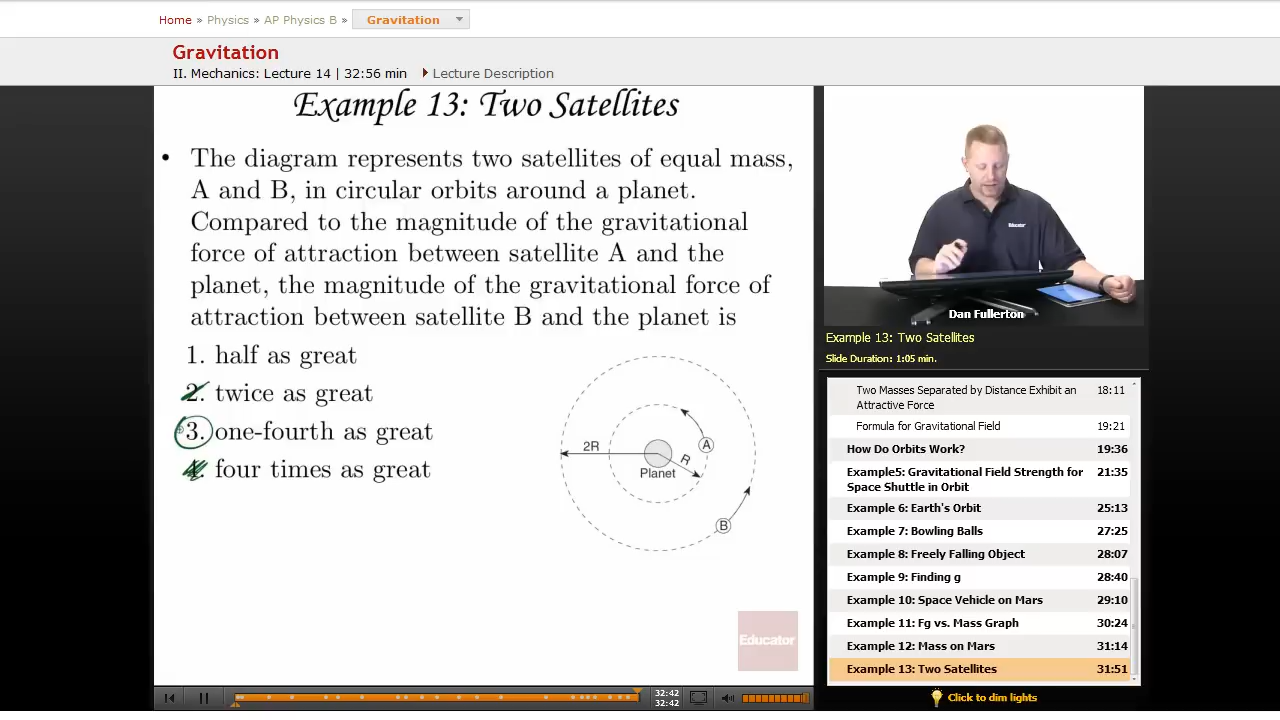 Home » Physics » AP Physics B » Gravitation
Gravitation
II. Mechanics: Lecture 14 | 32:56 min Lecture Description
Example 13: Two Satellites
• The diagram represents two satellites of equal mass,
A and B, in circular orbits around a planet.
Compared to the magnitude of the gravitational
force of attraction between satellite A and the
planet, the magnitude of the gravitational force of
attraction between satellite B and the planet is
1. half as great
2. twice as great
3. one-fourth as great
4. four times as great
2R
R
A
Planet
B
Educator
Educator
Dan Fullerton
Example 13: Two Satellites
Slide Duration: 1:05 min.
Two Masses Separated by Distance Exhibit an 18:11
Attractive Force
Formula for Gravitational Field 19:21
How Do Orbits Work? 19:36
Example5: Gravitational Field Strength for 21:35
Space Shuttle in Orbit
Example 6: Earth's Orbit 25:13
Example 7: Bowling Balls 27:25
Example 8: Freely Falling Object 28:07
Example 9: Finding g 28:40
Example 10: Space Vehicle on Mars 29:10
Example 11: Fg vs. Mass Graph 30:24
Example 12: Mass on Mars 31:14
Example 13: Two Satellites 31:51
32:42
32:42
Click to dim lights